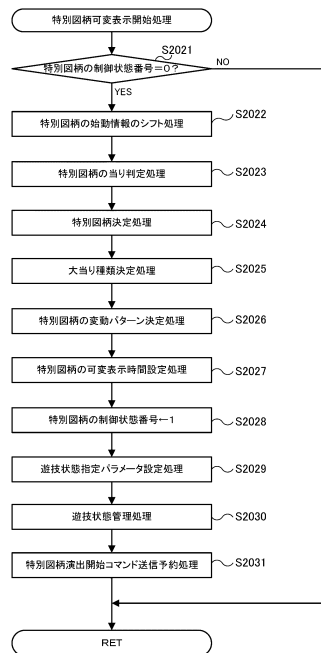 特別図柄可変表示開始処理
S2021
特別図柄の制御状態番号=0?
NO
YES
特別図柄の始動情報のシフト処理
S2022
特別図柄の当り判定処理
S2023
特別図柄決定処理
S2024
大当り種類決定処理
S2025
特別図柄の変動パターン決定処理
S2026
特別図柄の可変表示時間設定処理
S2027
特別図柄の制御状態番号←1
S2028
遊技状態指定パラメータ設定処理
S2029
遊技状態管理処理
S2030
特別図柄演出開始コマンド送信予約処理
S2031
RET